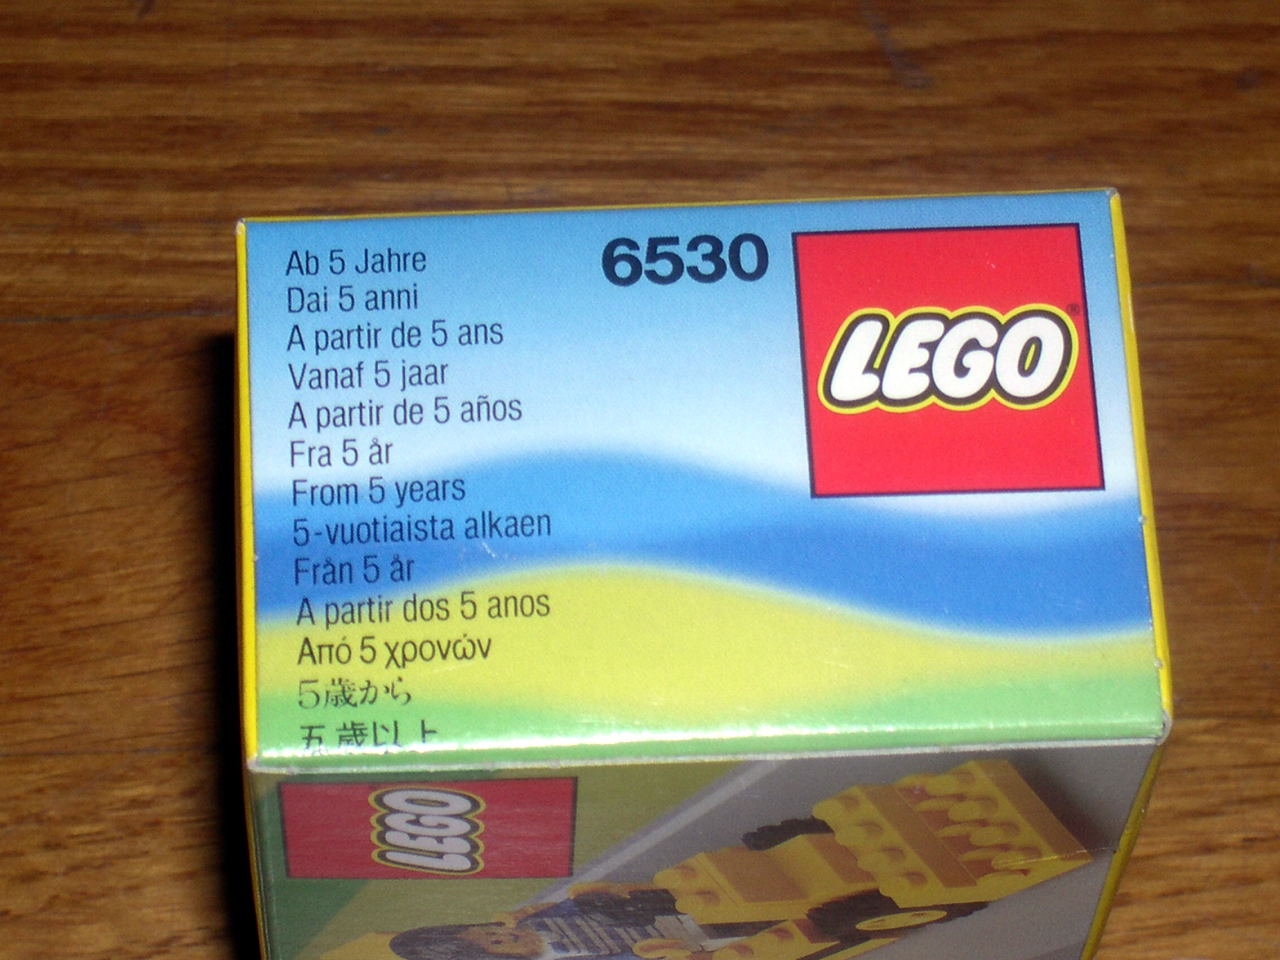 Ab 5 Jahre
Dai 5 anni
A partir de 5 ans
Vanaf 5 jaar
A partir de 5 años
Fra 5 år
From 5 years
5-vuotiaista alkaen
Från 5 år
A partir dos 5 anos
Από 5 χρονών
5歳から
五歲以上
6530
LEGO®
LEGO